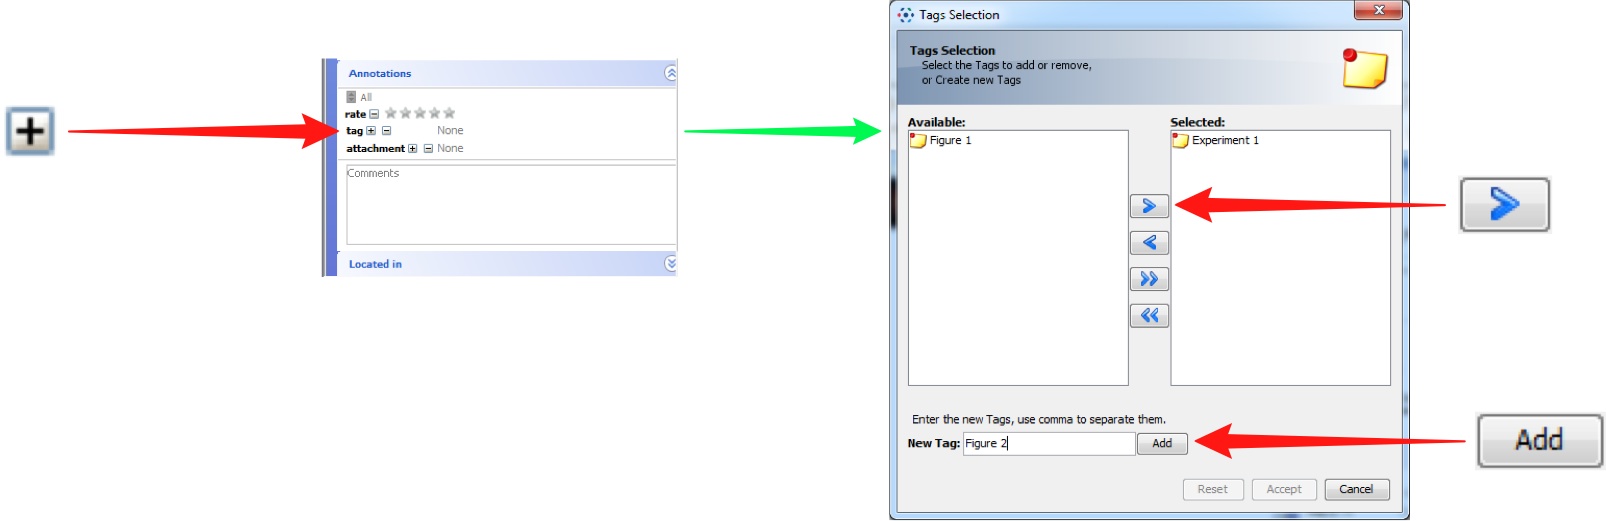 Annotations
All
rate
tag None
attachment None
Comments
Located in
Tags Selection
Tags Selection
Select the Tags to add or remove,
or Create new Tags
Available:
Figure 1
Selected:
Experiment 1
Enter the new Tags, use comma to separate them.
New Tag: Figure 2 Add
Reset Accept Cancel
Add